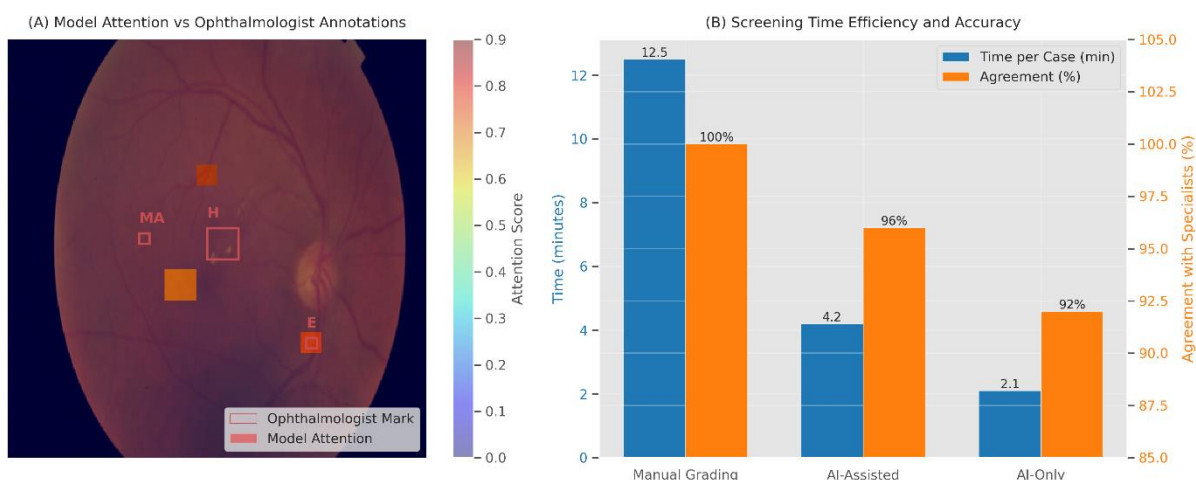 (A) Model Attention vs Ophthalmologist Annotations
MA
H
E
Ophthalmologist Mark
Model Attention
0.9
0.8
0.7
0.6
0.5
0.4
0.3
0.2
0.1
0.0
Attention Score
(B) Screening Time Efficiency and Accuracy
Time per Case (min)
Agreement (%)
Time (minutes)
12
10
8
6
4
2
0
12.5
100%
4.2
96%
2.1
92%
Manual Grading
AI-Assisted
AI-Only
105.0
102.5
100.0
97.5
95.0
92.5
90.0
87.5
85.0
Agreement with Specialists (%)